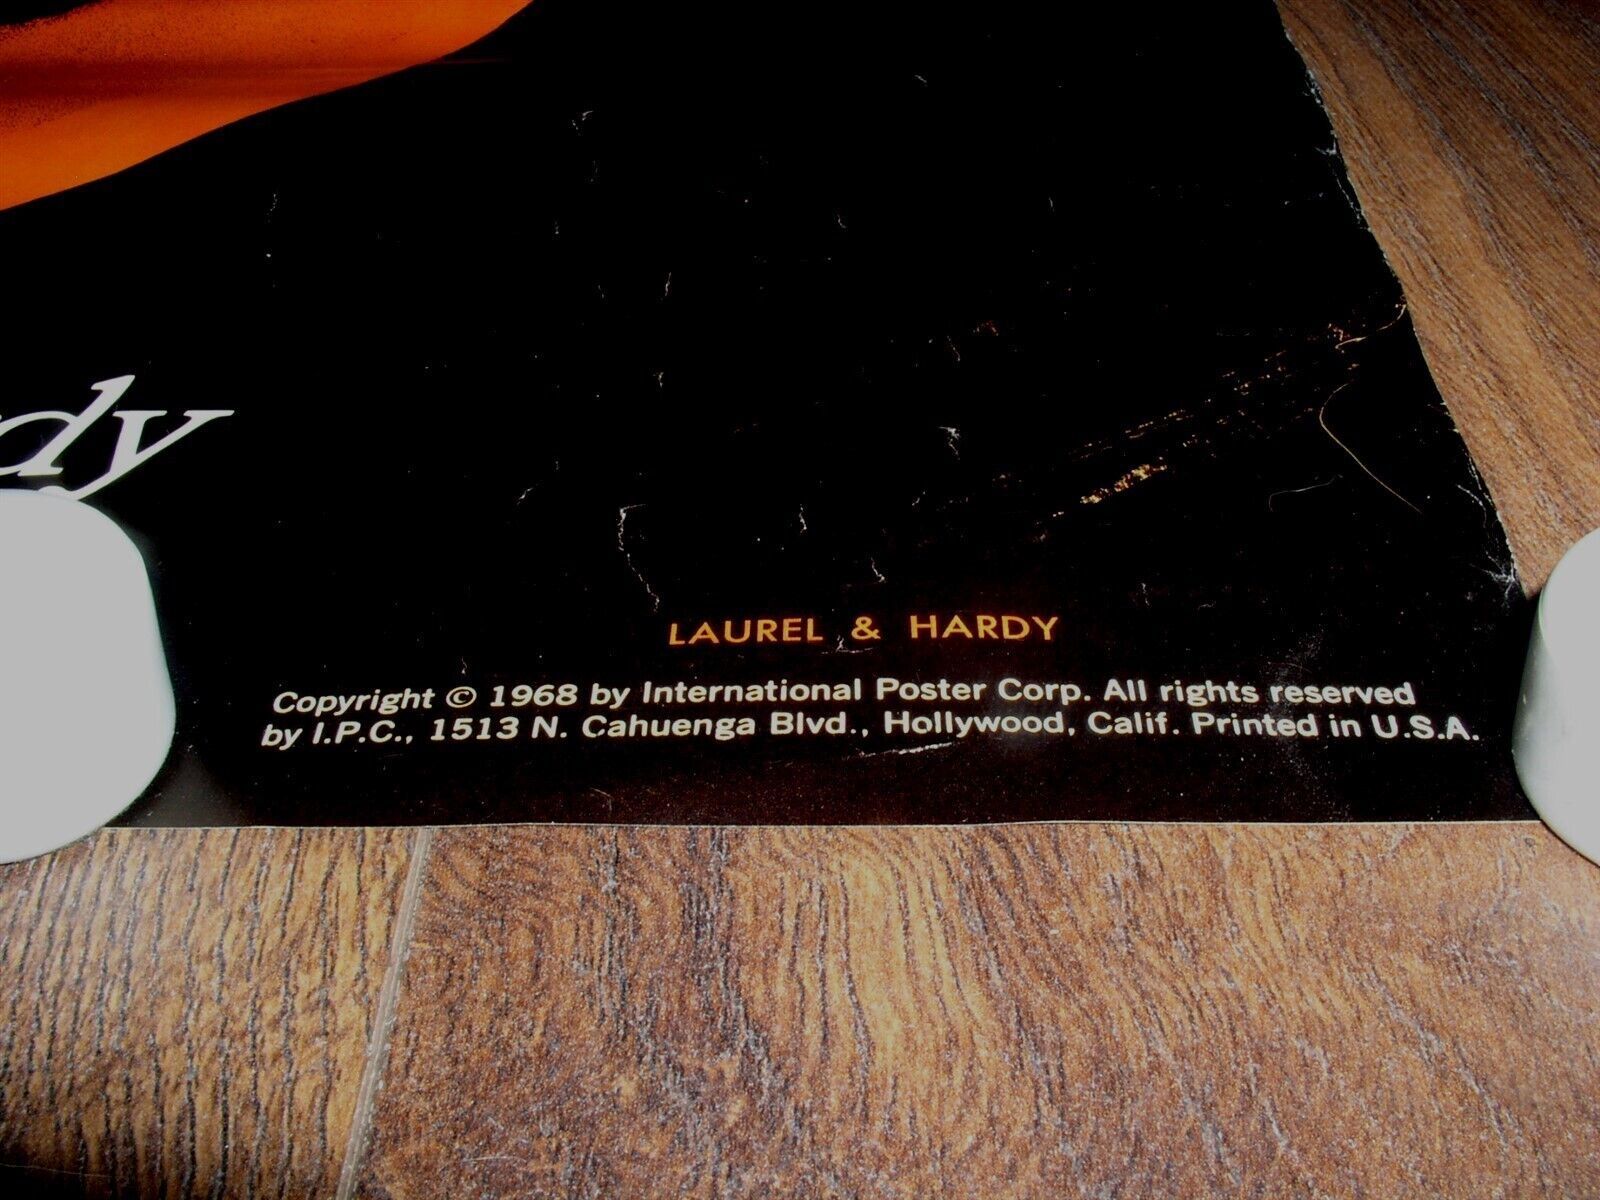 dy
LAUREL & HARDY
Copyright © 1968 by International Poster Corp. All rights reserved
by I.P.C., 1513 N. Cahuenga Blvd., Hollywood, Calif. Printed in U.S.A.